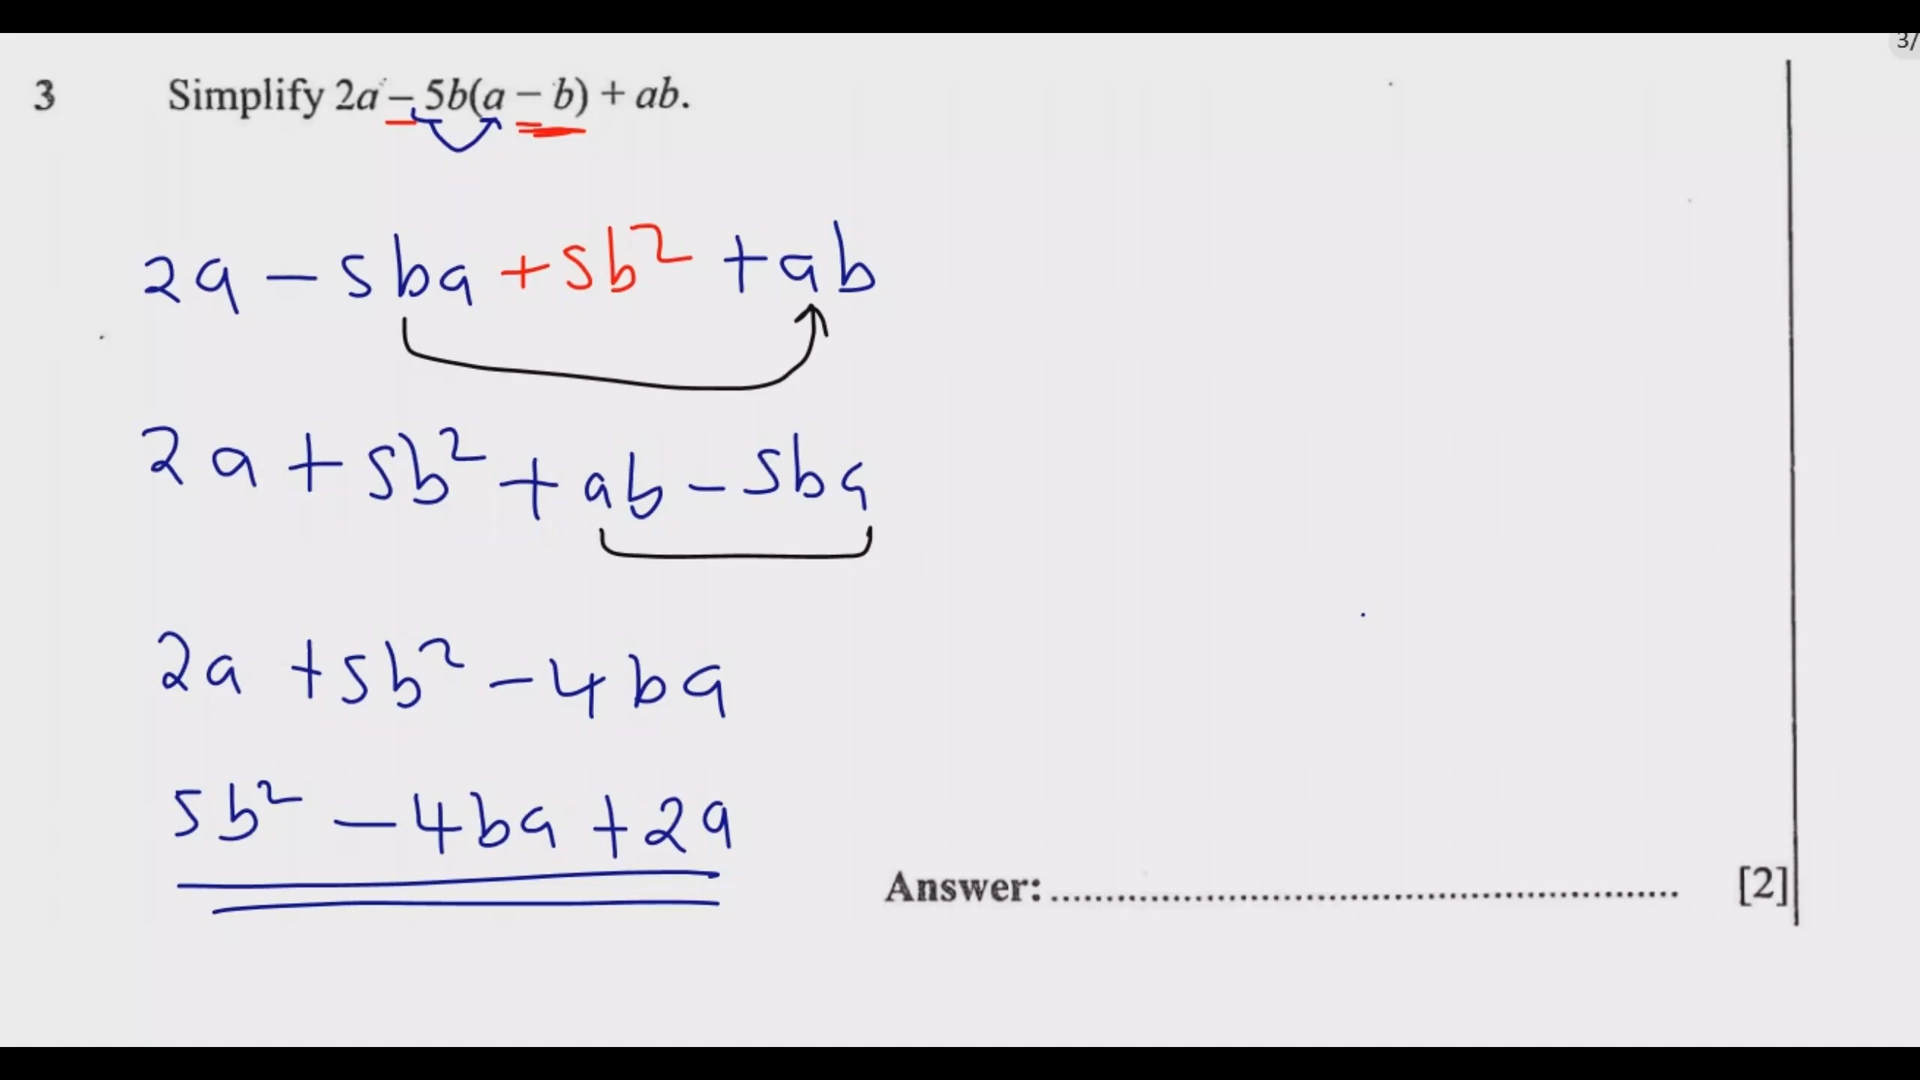 3/
3 Simplify 2a – 5b(a – b) + ab.
2a – 5ba + 5b² + ab
2a + 5b² + ab – 5ba
2a + 5b² – 4ba
5b² – 4ba + 2a
Answer: ........................................................ [2]